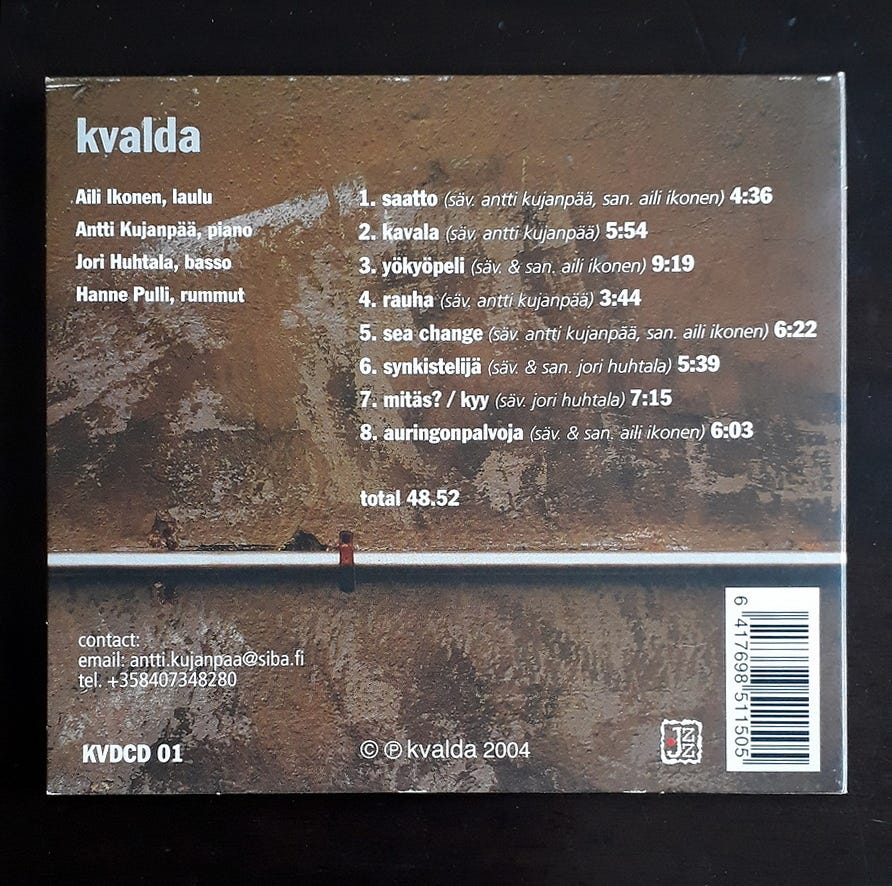 kvalda
Aili Ikonen, laulu
Antti Kujanpää, piano
Jori Huhtala, basso
Hanne Pulli, rummut
1. saatto (säv. antti kujanpää, san. aili ikonen) 4:36
2. kavala (säv. antti kujanpää) 5:54
3. yökyöpeli (säv. & san. aili ikonen) 9:19
4. rauha (säv. antti kujanpää) 3:44
5. sea change (säv. antti kujanpää, san. aili ikonen) 6:22
6. synkistelijä (säv. & san. jori huhtala) 5:39
7. mitäs? / kyy (säv. jori huhtala) 7:15
8. auringonpalvoja (säv. & san. aili ikonen) 6:03
total 48.52
contact:
email: antti.kujanpaa@siba.fi
tel. +358407348280
KVDCD 01
© ℗ kvalda 2004
JZZ
6 417698 511505